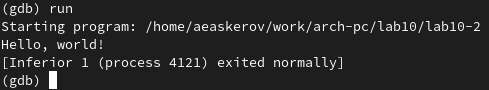 (gdb) run
Starting program: /home/aeaskerov/work/arch-pc/lab10/lab10-2
Hello, world!
[Inferior 1 (process 4121) exited normally]
(gdb)